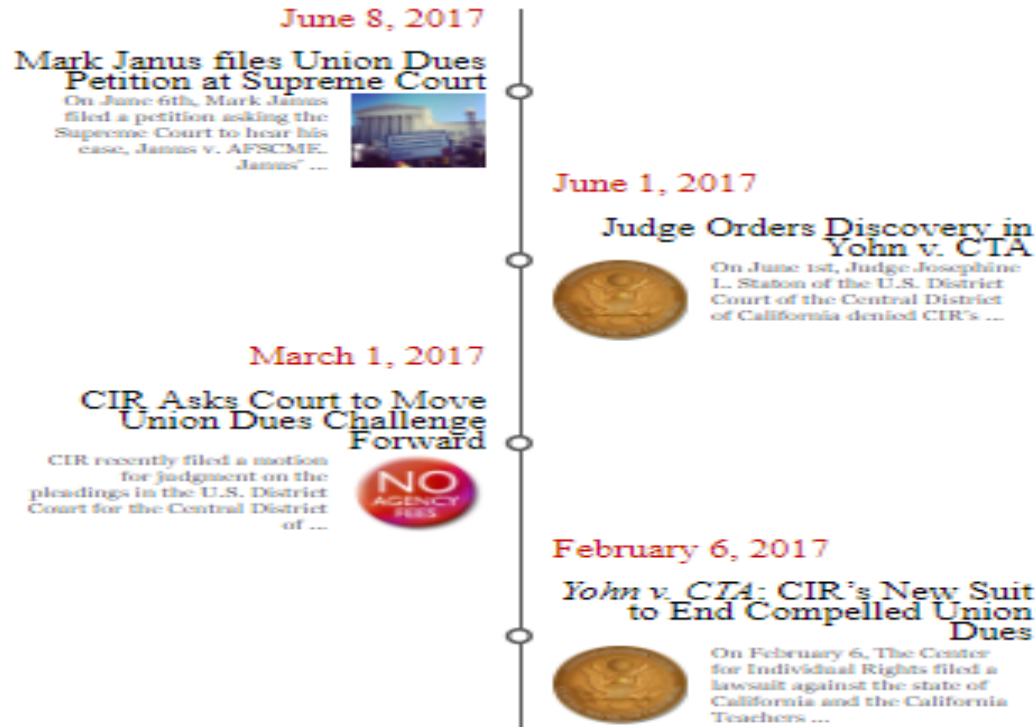 June 8, 2017
Mark Janus files Union Dues
Petition at Supreme Court
On June 6th, Mark Janus
filed a petition asking the
Supreme Court to hear his
case, Janus v. AFSCME.
Janus' ...
June 1, 2017
Judge Orders Discovery in
Yohn v. CTA
On June 1st, Judge Josephine
L. Staton of the U.S. District
Court of the Central District
of California denied CIR's ...
March 1, 2017
CIR Asks Court to Move
Union Dues Challenge
Forward
CIR recently filed a motion
for judgment on the
pleadings in the U.S. District
Court for the Central District
of ...
NO
AGENCY
FEES
February 6, 2017
Yohn v. CTA: CIR's New Suit
to End Compelled Union
Dues
On February 6, The Center
for Individual Rights filed a
lawsuit against the state of
California and the California
Teachers ...